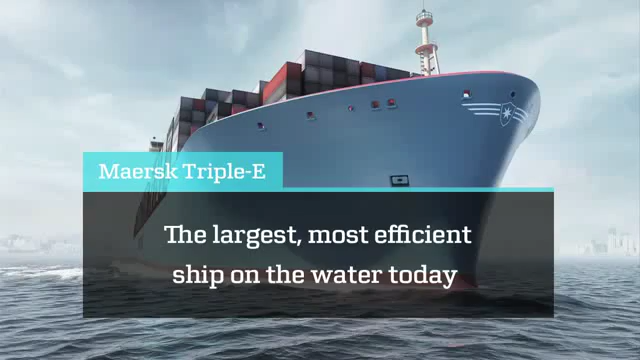 Maersk Triple-E
The largest, most efficient
ship on the water today